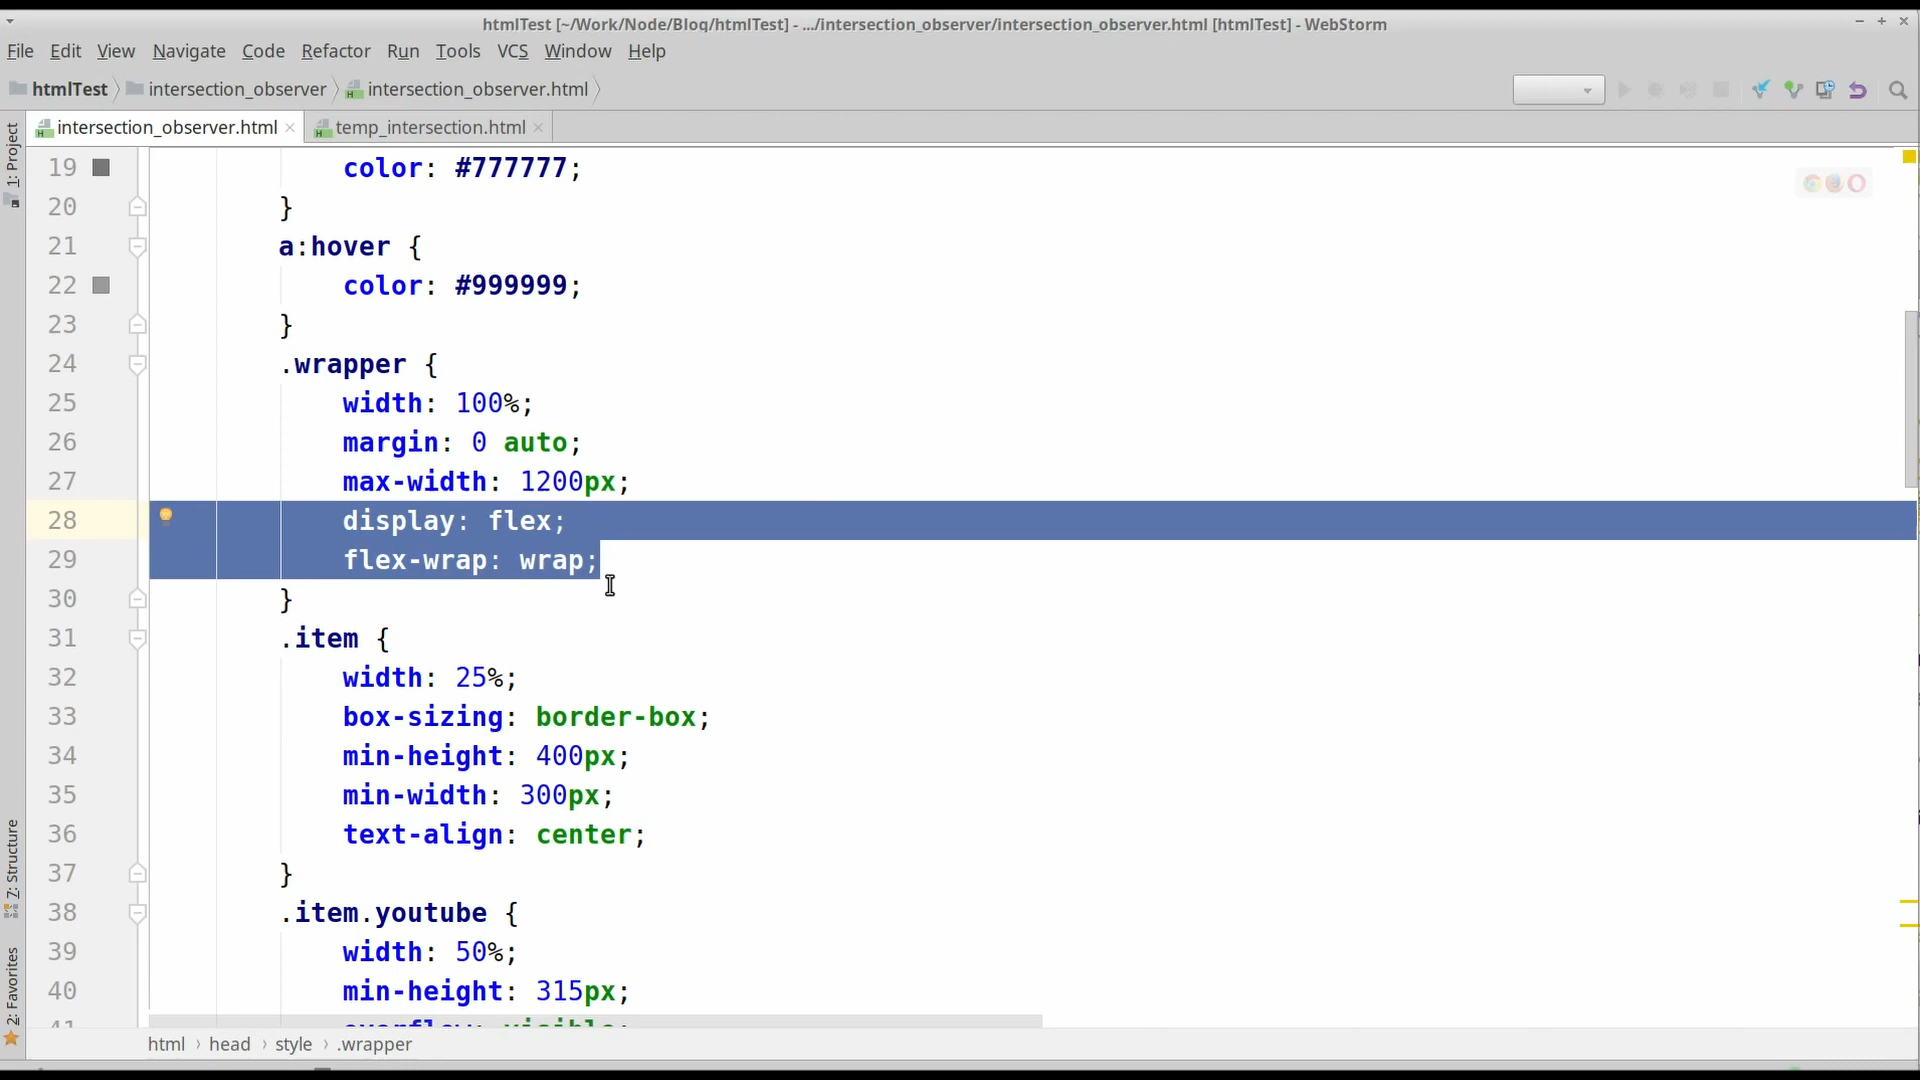 htmlTest [~/Work/Node/Blog/htmlTest] - .../intersection_observer/intersection_observer.html [htmlTest] - WebStorm
File Edit View Navigate Code Refactor Run Tools VCS Window Help
htmlTest intersection_observer intersection_observer.html
intersection_observer.html temp_intersection.html
1: Project
19 color: #777777;
20 }
21 a:hover {
22 color: #999999;
23 }
24 .wrapper {
25 width: 100%;
26 margin: 0 auto;
27 max-width: 1200px;
28 display: flex;
29 flex-wrap: wrap;
30 }
31 .item {
32 width: 25%;
33 box-sizing: border-box;
34 min-height: 400px;
35 min-width: 300px;
36 text-align: center;
37 }
38 .item.youtube {
39 width: 50%;
40 min-height: 315px;
41 overflow: visible;
7: Structure
2: Favorites
html › head › style › .wrapper